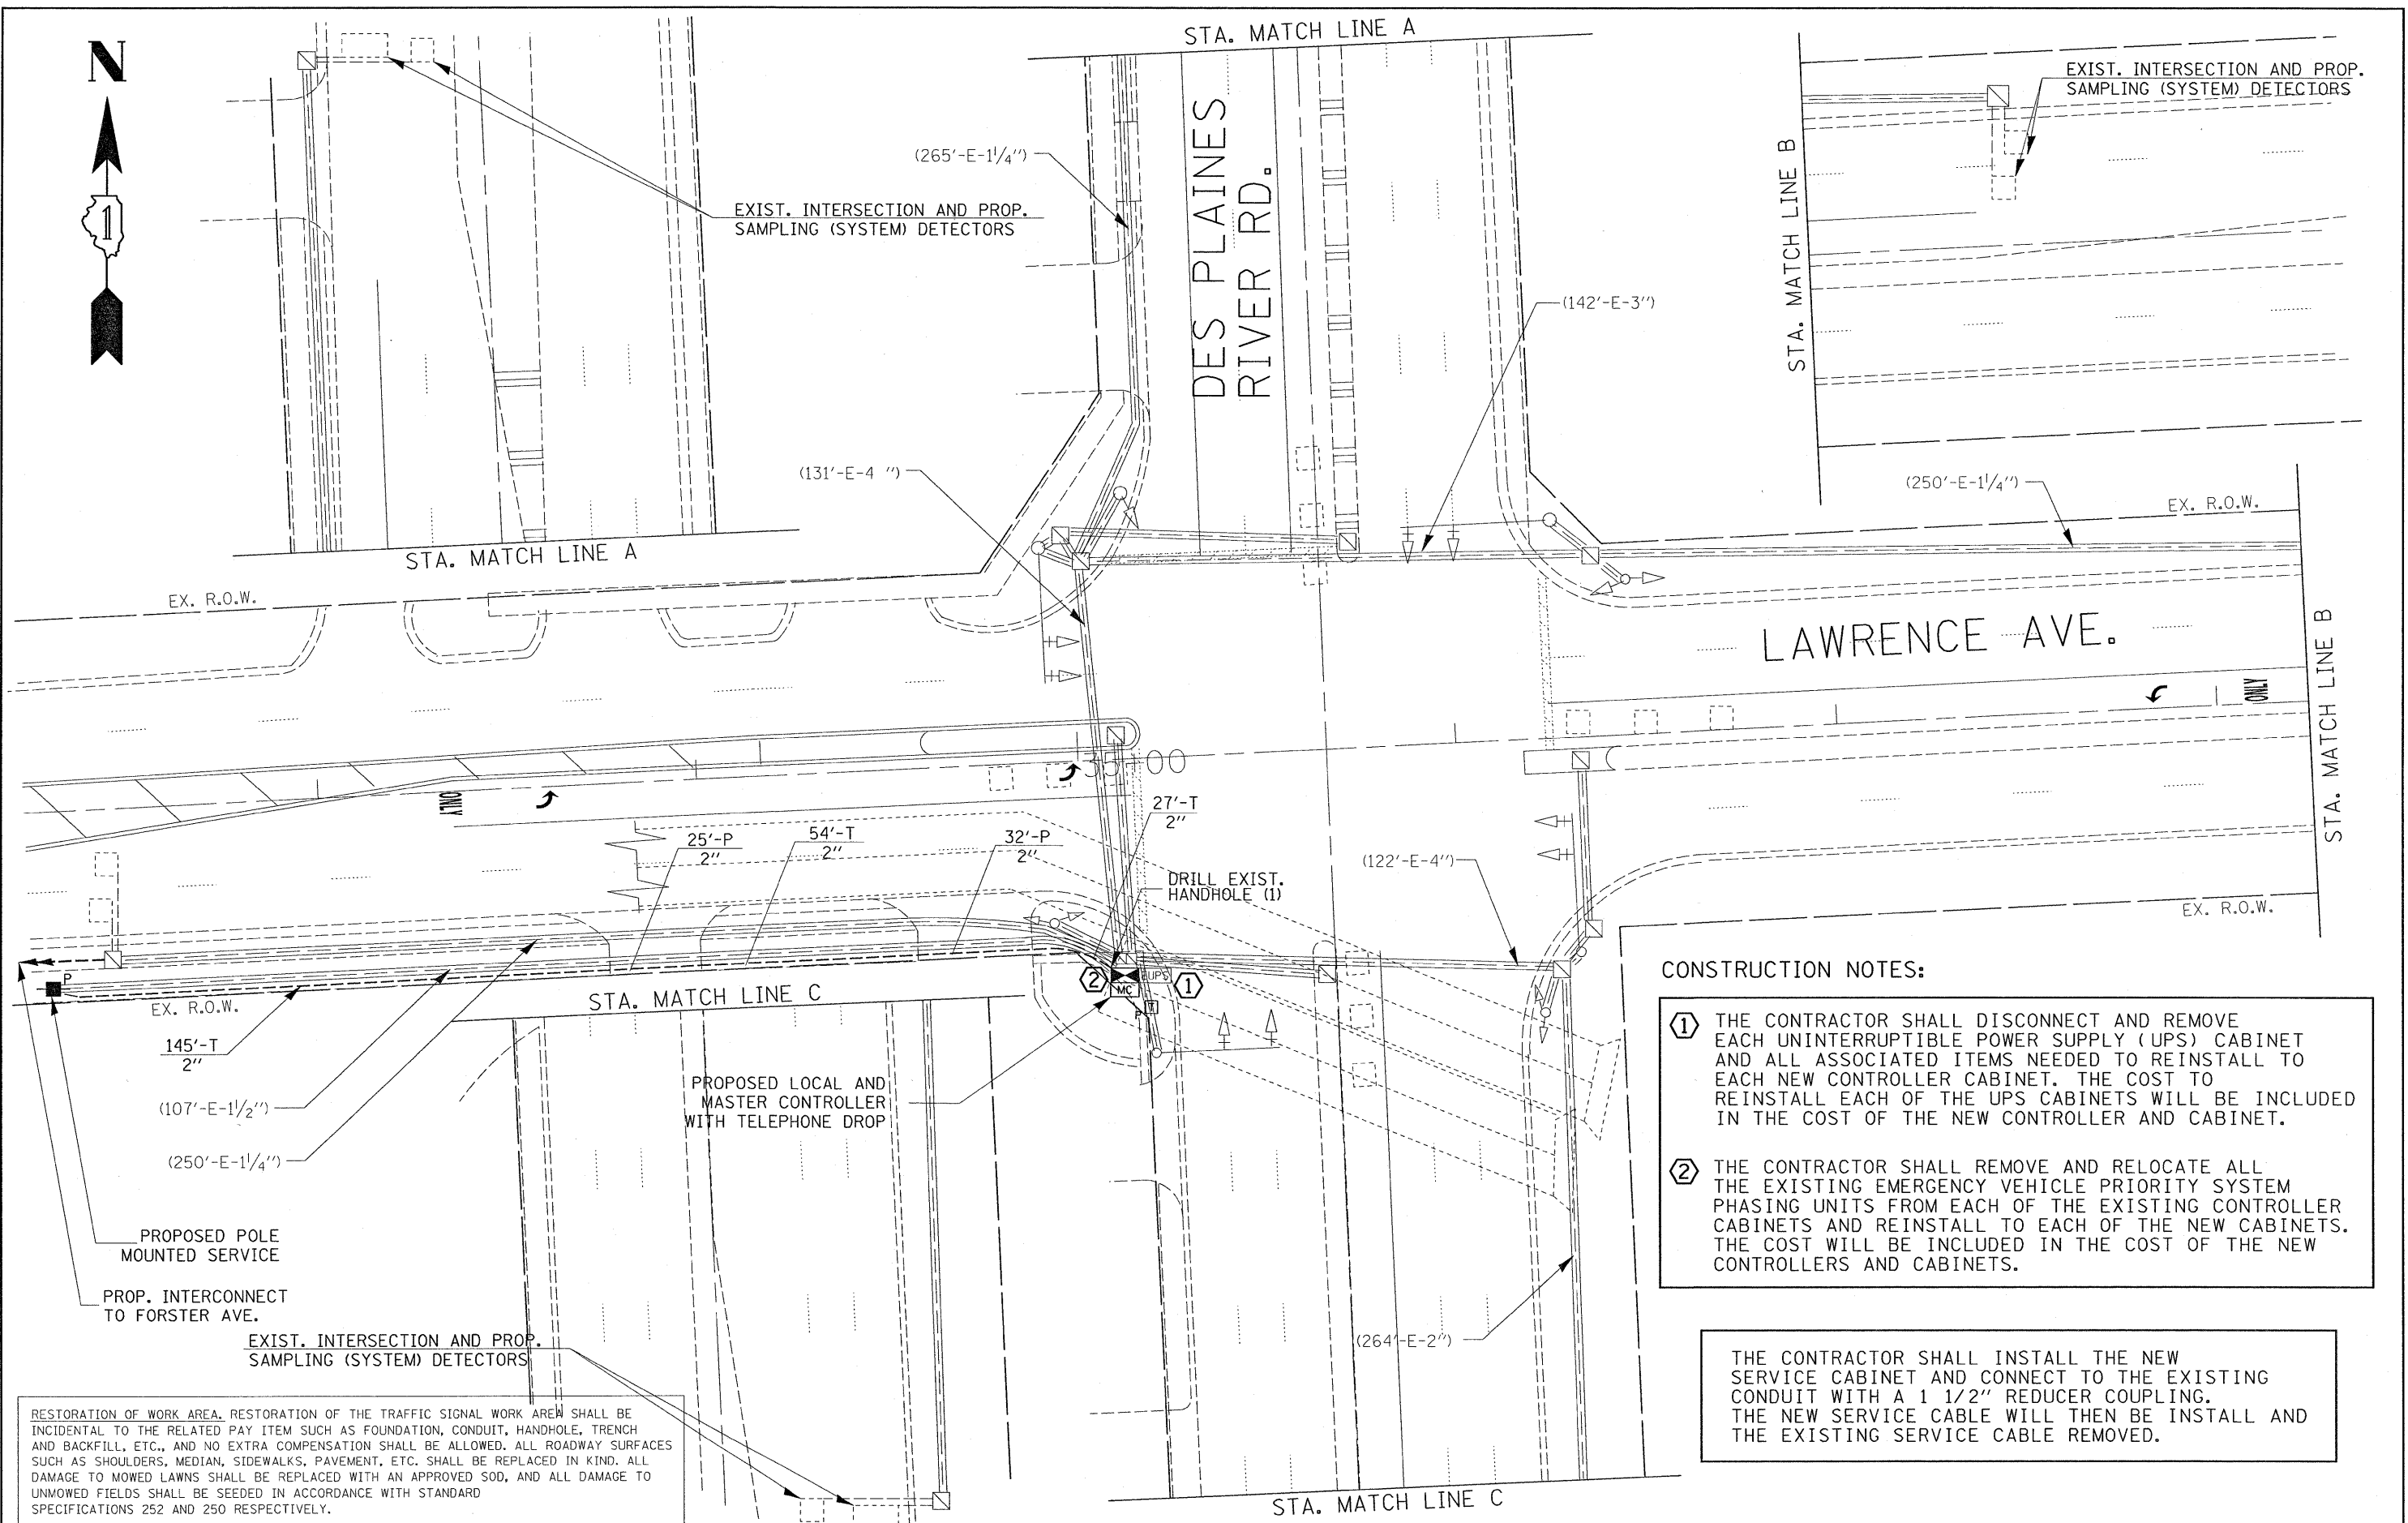 STA. MATCH LINE A
N
1
EXIST. INTERSECTION AND PROP.
SAMPLING (SYSTEM) DETECTORS
(265'-E-1 1/4")
DES PLAINES
RIVER RD.
EXIST. INTERSECTION AND PROP.
SAMPLING (SYSTEM) DETECTORS
STA. MATCH LINE B
(142'-E-3")
(131'-E-4 ")
(250'-E-1 1/4")
EX. R.O.W.
STA. MATCH LINE A
EX. R.O.W.
LAWRENCE AVE.
STA. MATCH LINE B
ONLY
ONLY
27'-T
2"
25'-P
2"
54'-T
2"
32'-P
2"
(122'-E-4")
DRILL EXIST.
HANDHOLE (1)
EX. R.O.W.
P
2
UPS
1
MC
P
T
EX. R.O.W.
STA. MATCH LINE C
145'-T
2"
(107'-E-1 1/2")
(250'-E-1 1/4")
PROPOSED LOCAL AND
MASTER CONTROLLER
WITH TELEPHONE DROP
PROPOSED POLE
MOUNTED SERVICE
PROP. INTERCONNECT
TO FORSTER AVE.
EXIST. INTERSECTION AND PROP.
SAMPLING (SYSTEM) DETECTORS
(264'-E-2")
STA. MATCH LINE C
CONSTRUCTION NOTES:
1 THE CONTRACTOR SHALL DISCONNECT AND REMOVE
EACH UNINTERRUPTIBLE POWER SUPPLY (UPS) CABINET
AND ALL ASSOCIATED ITEMS NEEDED TO REINSTALL TO
EACH NEW CONTROLLER CABINET. THE COST TO
REINSTALL EACH OF THE UPS CABINETS WILL BE INCLUDED
IN THE COST OF THE NEW CONTROLLER AND CABINET.
2 THE CONTRACTOR SHALL REMOVE AND RELOCATE ALL
THE EXISTING EMERGENCY VEHICLE PRIORITY SYSTEM
PHASING UNITS FROM EACH OF THE EXISTING CONTROLLER
CABINETS AND REINSTALL TO EACH OF THE NEW CABINETS.
THE COST WILL BE INCLUDED IN THE COST OF THE NEW
CONTROLLERS AND CABINETS.
THE CONTRACTOR SHALL INSTALL THE NEW
SERVICE CABINET AND CONNECT TO THE EXISTING
CONDUIT WITH A 1 1/2" REDUCER COUPLING.
THE NEW SERVICE CABLE WILL THEN BE INSTALL AND
THE EXISTING SERVICE CABLE REMOVED.
RESTORATION OF WORK AREA. RESTORATION OF THE TRAFFIC SIGNAL WORK AREA SHALL BE
INCIDENTAL TO THE RELATED PAY ITEM SUCH AS FOUNDATION, CONDUIT, HANDHOLE, TRENCH
AND BACKFILL, ETC., AND NO EXTRA COMPENSATION SHALL BE ALLOWED. ALL ROADWAY SURFACES
SUCH AS SHOULDERS, MEDIAN, SIDEWALKS, PAVEMENT, ETC. SHALL BE REPLACED IN KIND. ALL
DAMAGE TO MOWED LAWNS SHALL BE REPLACED WITH AN APPROVED SOD, AND ALL DAMAGE TO
UNMOWED FIELDS SHALL BE SEEDED IN ACCORDANCE WITH STANDARD
SPECIFICATIONS 252 AND 250 RESPECTIVELY.